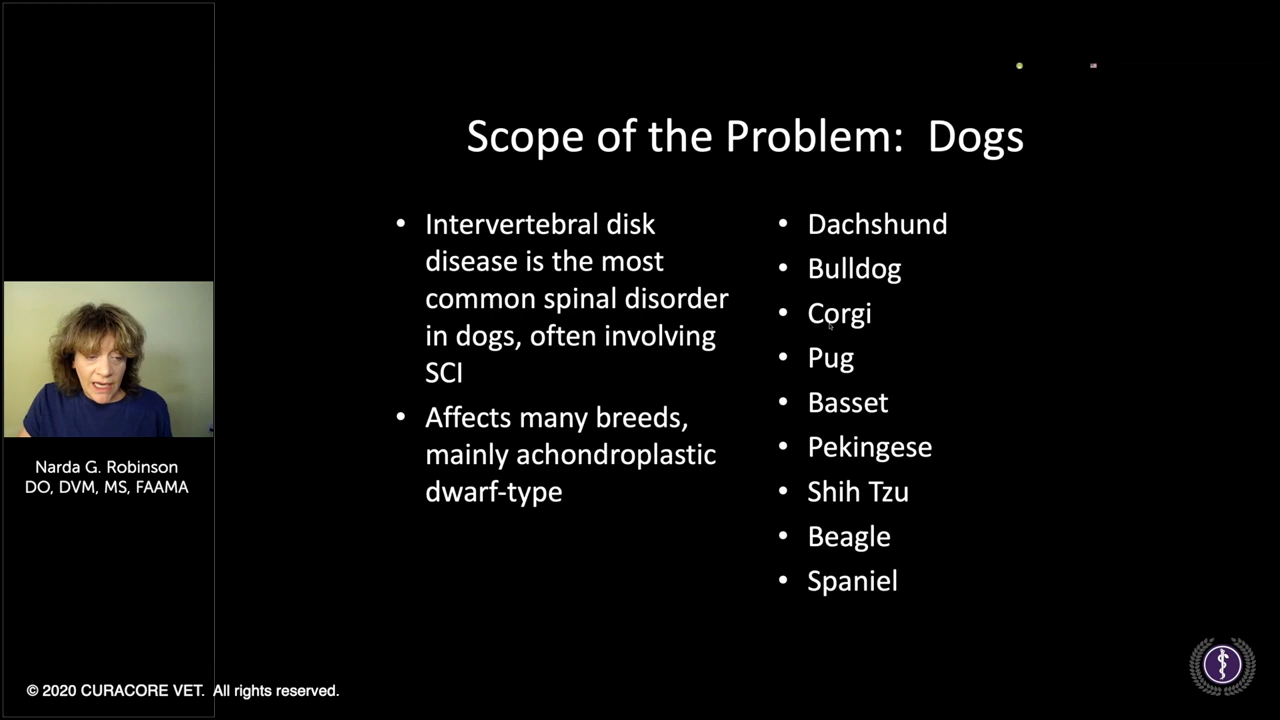 Scope of the Problem:  Dogs
• Intervertebral disk
disease is the most
common spinal disorder
in dogs, often involving
SCI
• Affects many breeds,
mainly achondroplastic
dwarf-type
• Dachshund
• Bulldog
• Corgi
• Pug
• Basset
• Pekingese
• Shih Tzu
• Beagle
• Spaniel
Narda G. Robinson
DO, DVM, MS, FAAMA
© 2020 CURACORE VET.  All rights reserved.